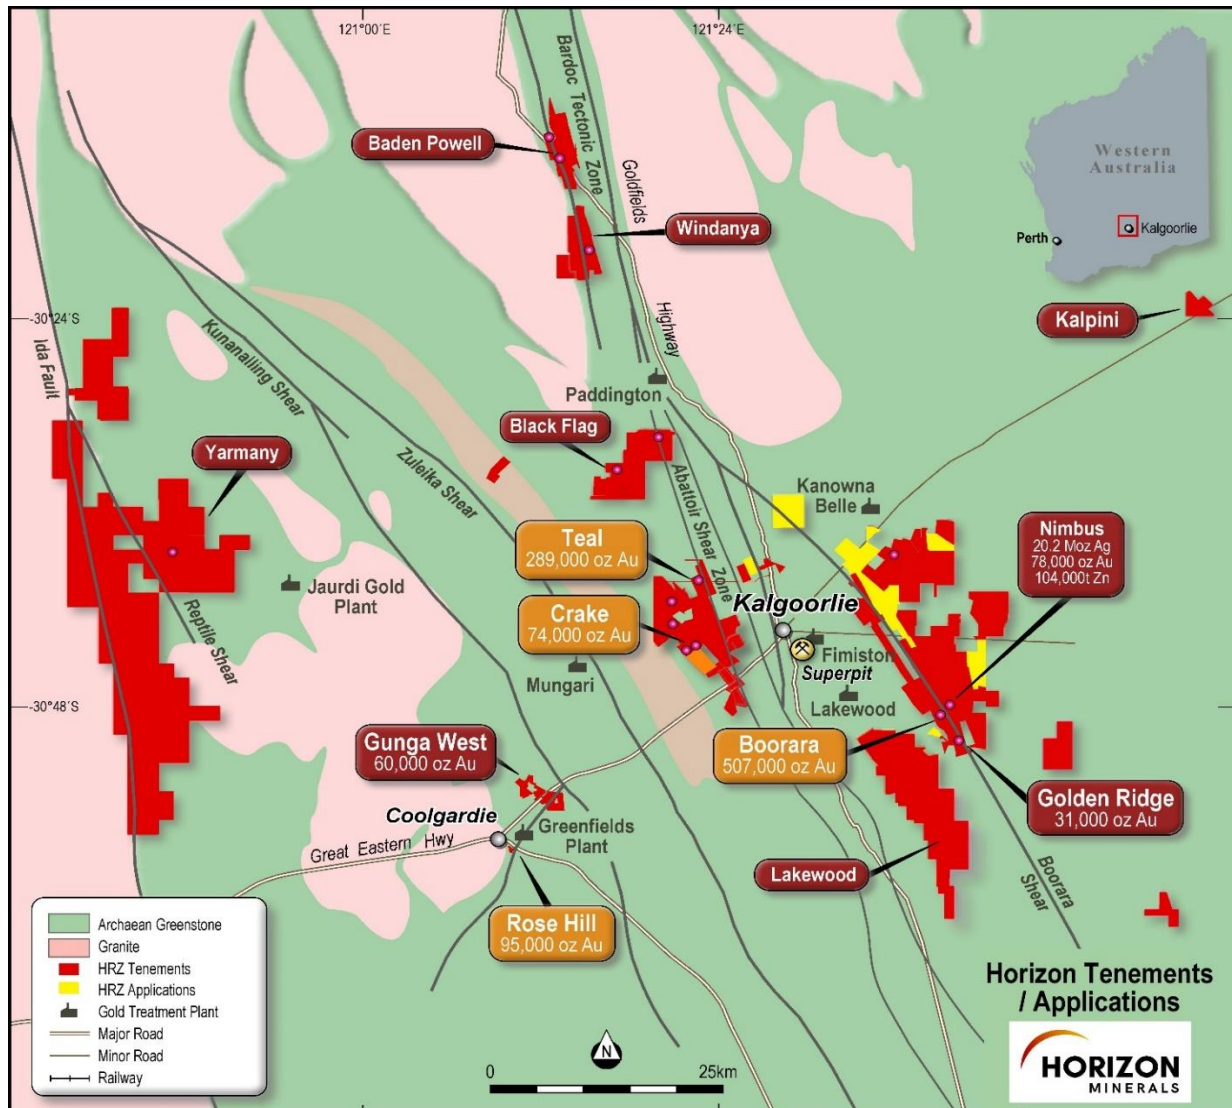 121°00´E
121°24´E
Bardoc Tectonic Zone
Baden Powell
Goldfields
Highway
Western
Australia
Perth
Kalgoorlie
Windanya
Kalpini
-30°24´S
Ida Fault
Kunanalling Shear
Paddington
Black Flag
Yarmany
Zuleika Shear
Abattoir Shear Zone
Kanowna
Belle
Teal
289,000 oz Au
Nimbus
20.2 Moz Ag
78,000 oz Au
104,000t Zn
Jaurdi Gold
Plant
Reptile Shear
Crake
74,000 oz Au
Kalgoorlie
Fimiston
Superpit
Mungari
Lakewood
-30°48´S
Gunga West
60,000 oz Au
Boorara
507,000 oz Au
Golden Ridge
31,000 oz Au
Coolgardie
Greenfields
Plant
Great Eastern Hwy
Lakewood
Boorara
Shear
Rose Hill
95,000 oz Au
Archaean Greenstone
Granite
HRZ Tenements
HRZ Applications
Gold Treatment Plant
Major Road
Minor Road
Railway
N
0
25km
Horizon Tenements
/ Applications
HORIZON
MINERALS